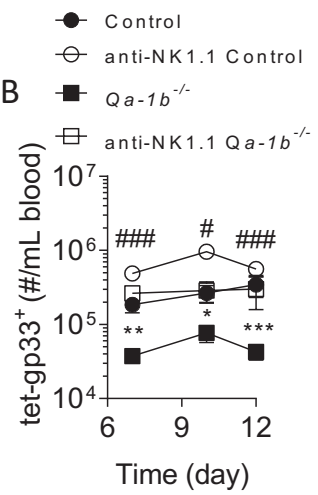 Control
anti-NK1.1 Control
B
Qa-1b-/-
anti-NK1.1 Qa-1b-/-
tet-gp33+ (#/mL blood)
10⁷
10⁶
10⁵
10⁴
### # ###
** * ***
6 9 12
Time (day)